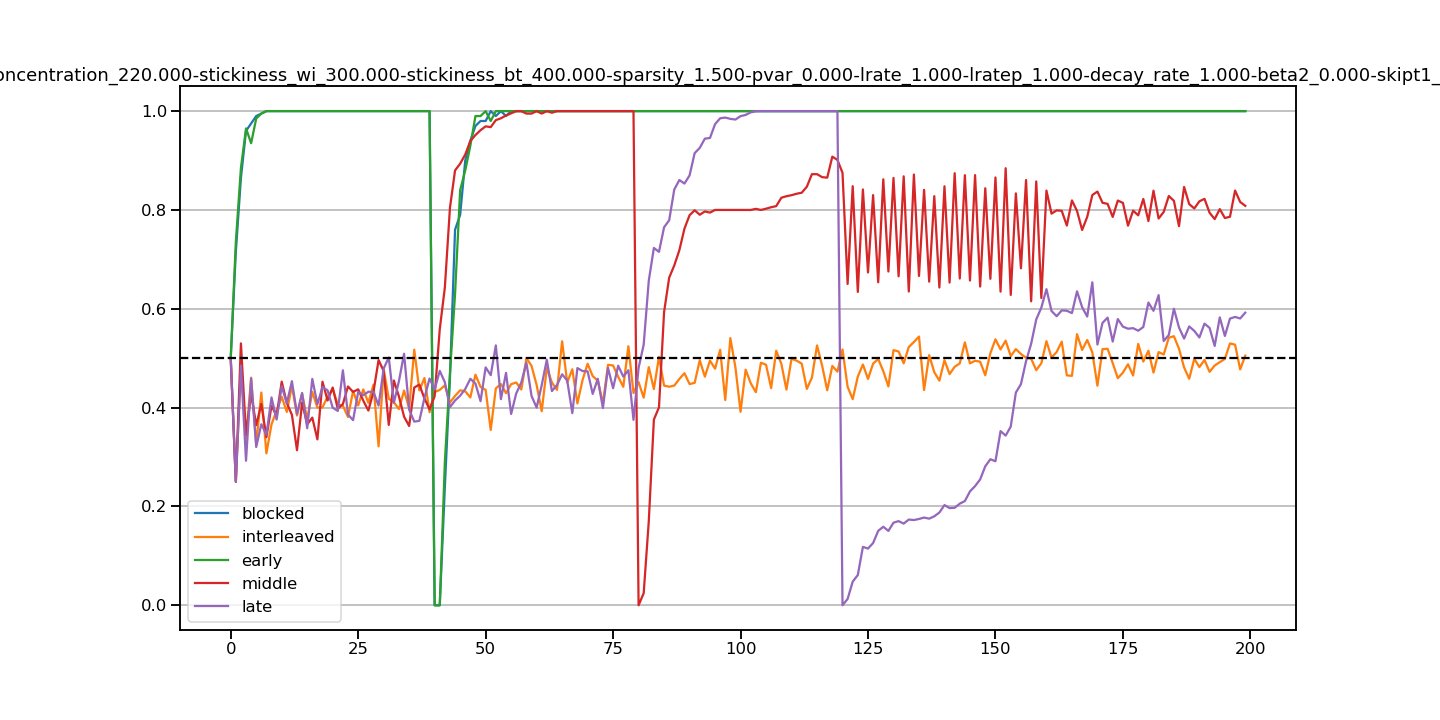 oncentration_220.000-stickiness_wi_300.000-stickiness_bt_400.000-sparsity_1.500-pvar_0.000-lrate_1.000-lratep_1.000-decay_rate_1.000-beta2_0.000-skipt1_
1.0
0.8
0.6
0.4
0.2
0.0
blocked
interleaved
early
middle
late
0 25 50 75 100 125 150 175 200